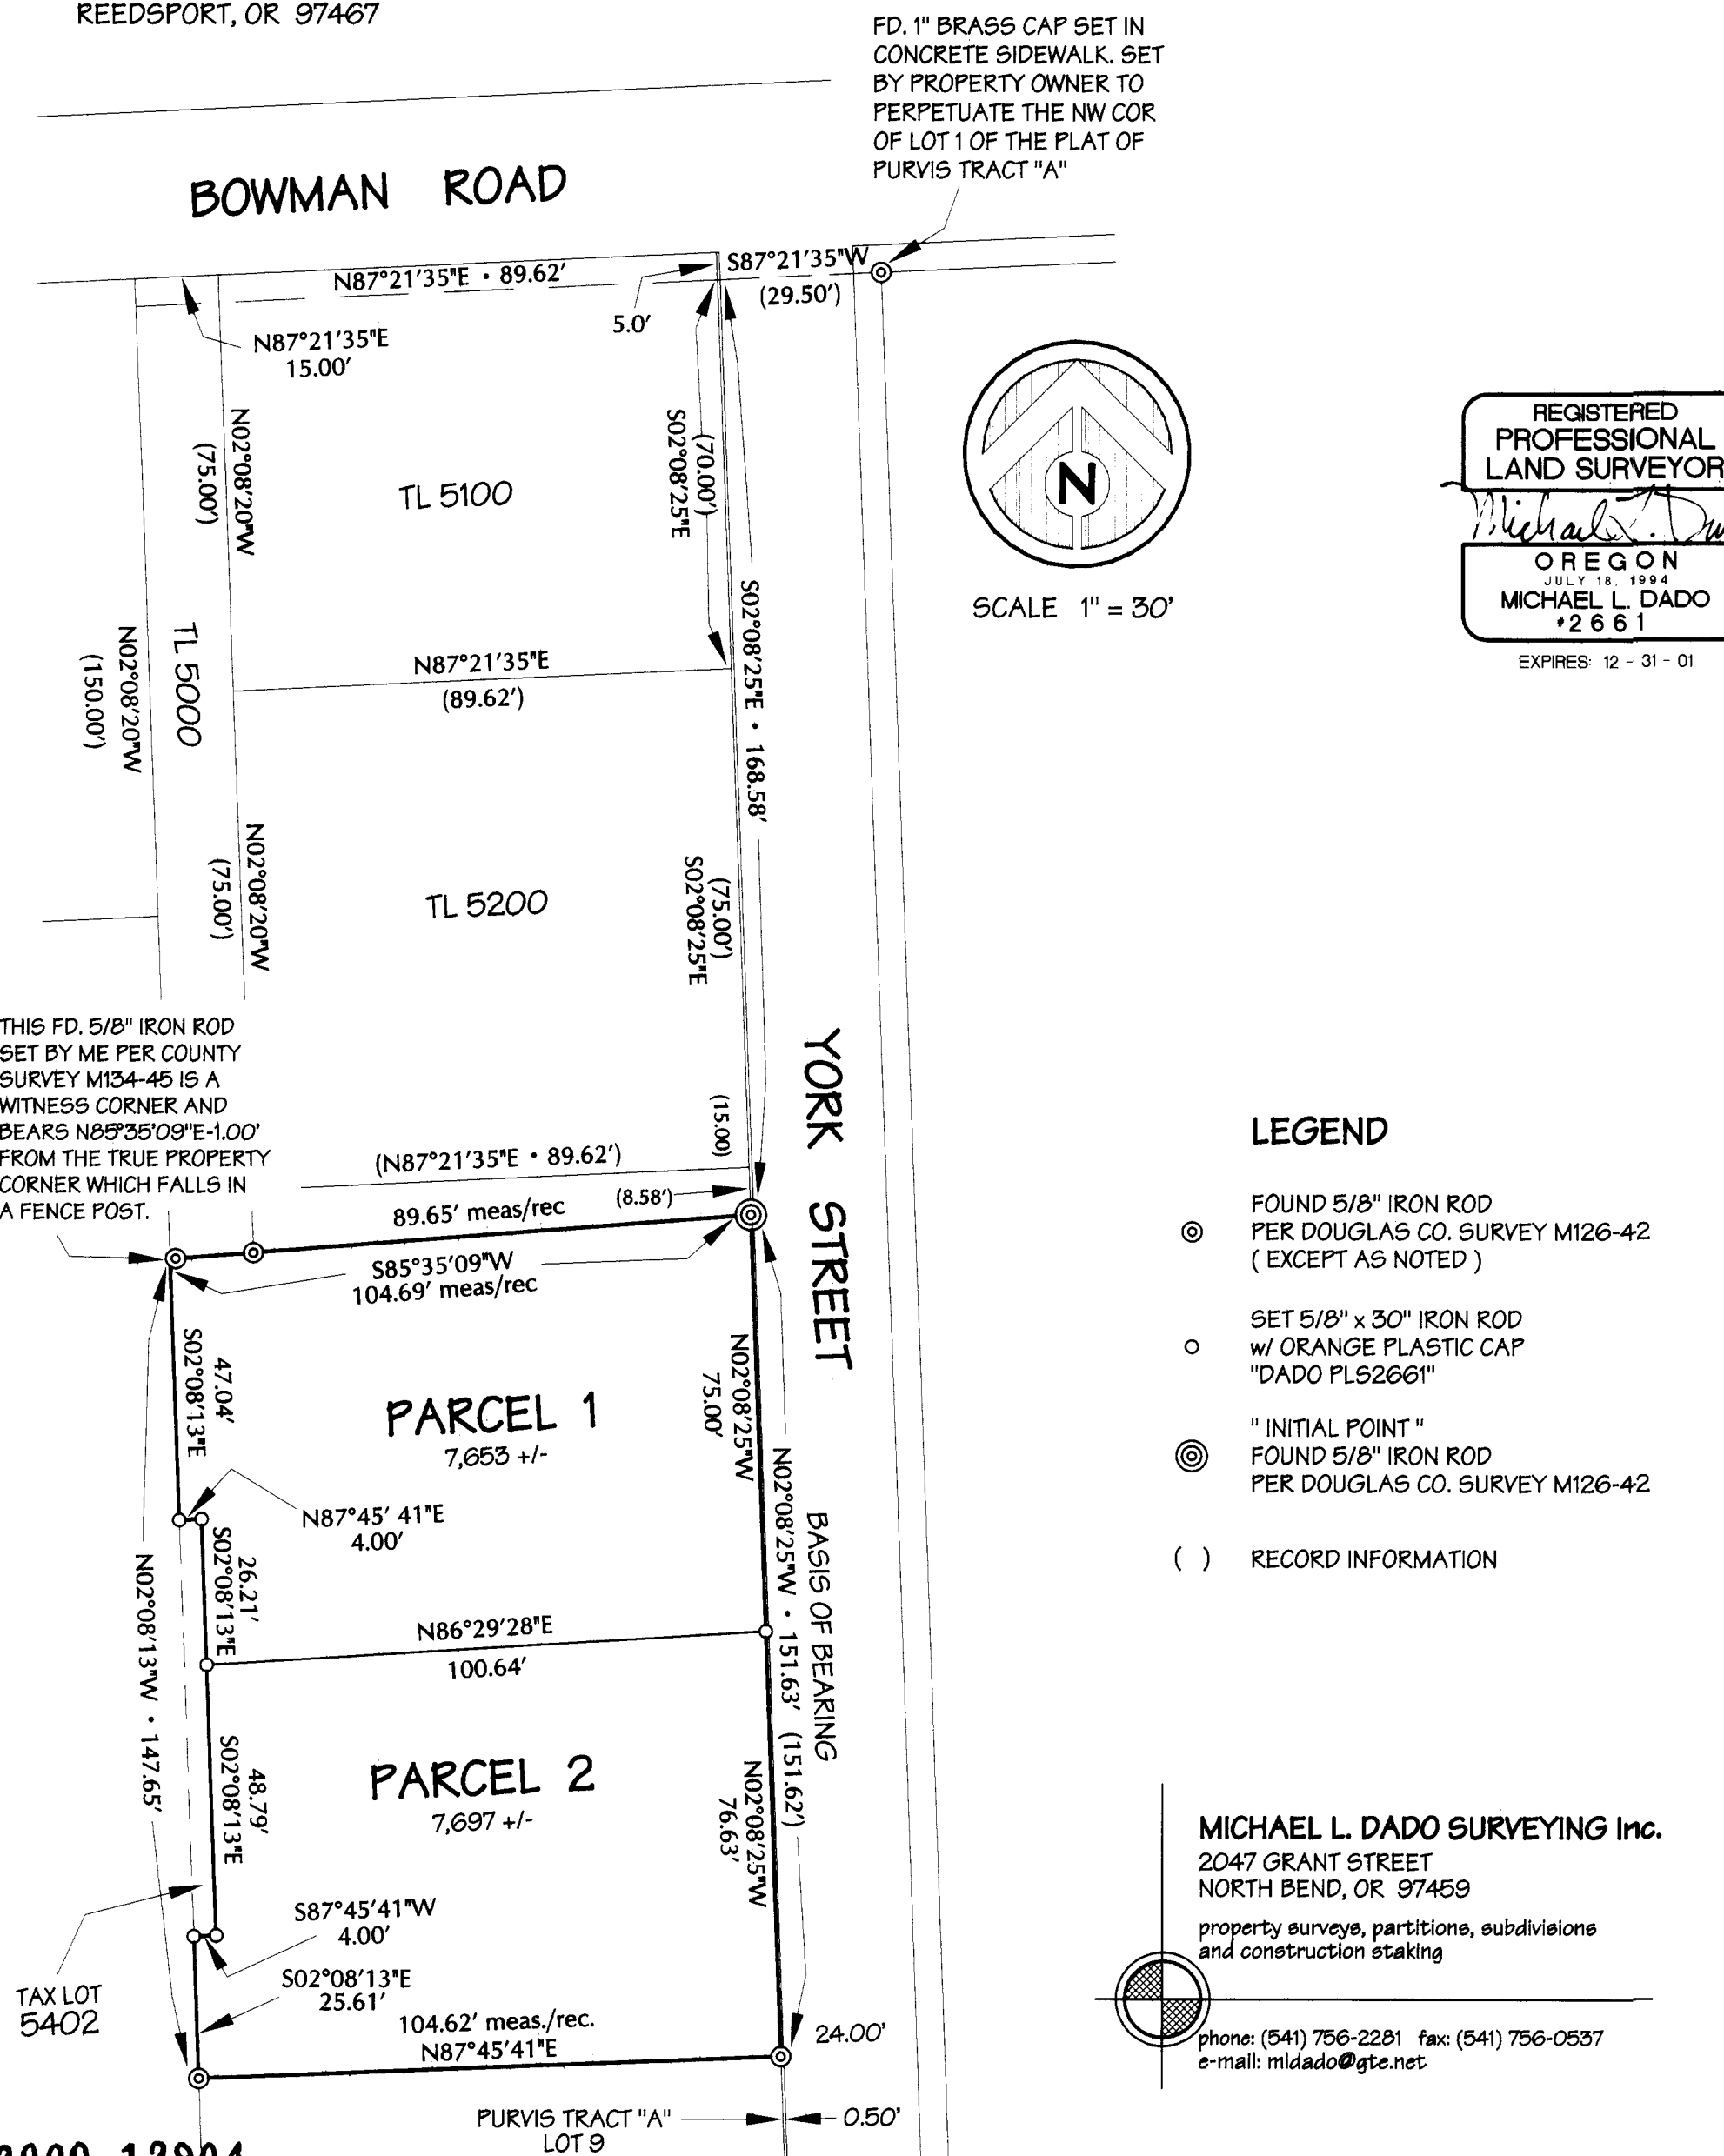 REEDSPORT, OR 97467
FD. 1" BRASS CAP SET IN
CONCRETE SIDEWALK. SET
BY PROPERTY OWNER TO
PERPETUATE THE NW COR
OF LOT 1 OF THE PLAT OF
PURVIS TRACT "A"
BOWMAN ROAD
N87°21'35"E • 89.62'
S87°21'35"W
(29.50')
5.0'
N87°21'35"E
15.00'
N02°08'20"W
(75.00')
TL 5100
(70.00')
S02°08'25"E
S02°08'25"E • 168.58'
N
SCALE 1" = 30'
REGISTERED
PROFESSIONAL
LAND SURVEYOR
OREGON
JULY 18, 1994
MICHAEL L. DADO
#2661
EXPIRES: 12 - 31 - 01
TL 5000
N02°08'20"W
(150.00')
N87°21'35"E
(89.62')
N02°08'20"W
(75.00')
TL 5200
(75.00')
S02°08'25"E
THIS FD. 5/8" IRON ROD
SET BY ME PER COUNTY
SURVEY M134-45 IS A
WITNESS CORNER AND
BEARS N85°35'09"E-1.00'
FROM THE TRUE PROPERTY
CORNER WHICH FALLS IN
A FENCE POST.
YORK STREET
(15.00)
(N87°21'35"E • 89.62')
89.65' meas/rec
(8.58')
S85°35'09"W
104.69' meas/rec
47.04'
S02°08'13"E
PARCEL 1
7,653 +/-
N02°08'25"W
75.00'
N87°45' 41"E
4.00'
26.21'
S02°08'13"E
N02°08'25"W • 151.63' (151.62')
BASIS OF BEARING
N02°08'13"W • 147.65'
N86°29'28"E
100.64'
48.79'
S02°08'13"E
PARCEL 2
7,697 +/-
N02°08'25"W
76.63'
S87°45'41"W
4.00'
S02°08'13"E
25.61'
TAX LOT
5402
104.62' meas./rec.
N87°45'41"E
24.00'
PURVIS TRACT "A"
LOT 9
0.50'
LEGEND
FOUND 5/8" IRON ROD
PER DOUGLAS CO. SURVEY M126-42
( EXCEPT AS NOTED )
SET 5/8" x 30" IRON ROD
w/ ORANGE PLASTIC CAP
"DADO PLS2661"
" INITIAL POINT "
FOUND 5/8" IRON ROD
PER DOUGLAS CO. SURVEY M126-42
( ) RECORD INFORMATION
MICHAEL L. DADO SURVEYING Inc.
2047 GRANT STREET
NORTH BEND, OR 97459
property surveys, partitions, subdivisions
and construction staking
phone: (541) 756-2281 fax: (541) 756-0537
e-mail: mldado@gte.net